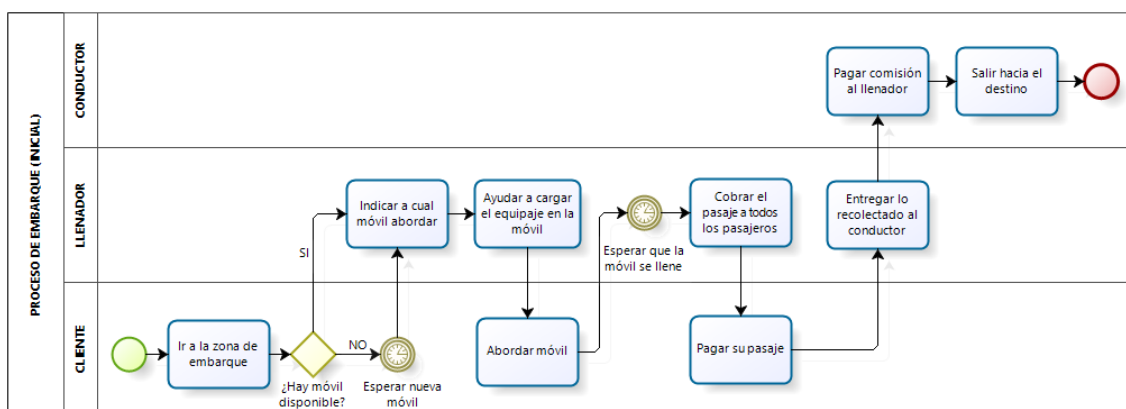 PROCESO DE EMBARQUE (INICIAL)
CONDUCTOR
Pagar comisión
al llenador
Salir hacia el
destino
LLENADOR
Indicar a cual
móvil abordar
Ayudar a cargar
el equipaje en la
móvil
Esperar que la
móvil se llene
Cobrar el
pasaje a todos
los pasajeros
Entregar lo
recolectado al
conductor
SI
CLIENTE
Ir a la zona de
embarque
¿Hay móvil
disponible?
NO
Esperar nueva
móvil
Abordar móvil
Pagar su pasaje